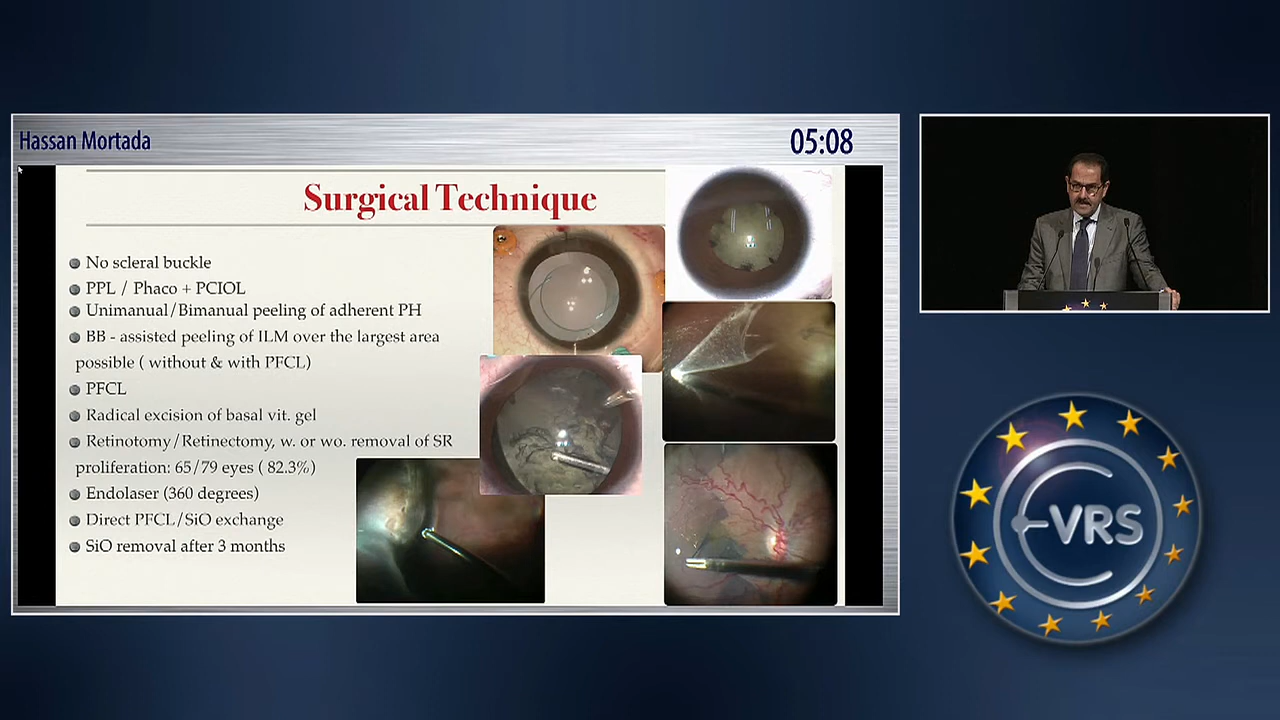 Hassan Mortada
05:08
Surgical Technique
No scleral buckle
PPL / Phaco + PCIOL
Unimanual/Bimanual peeling of adherent PH
BB - assisted peeling of ILM over the largest area
possible ( without & with PFCL)
PFCL
Radical excision of basal vit. gel
Retinotomy/Retinectomy, w. or wo. removal of SR
proliferation: 65/79 eyes ( 82.3%)
Endolaser (360 degrees)
Direct PFCL/SiO exchange
SiO removal after 3 months
EVRS